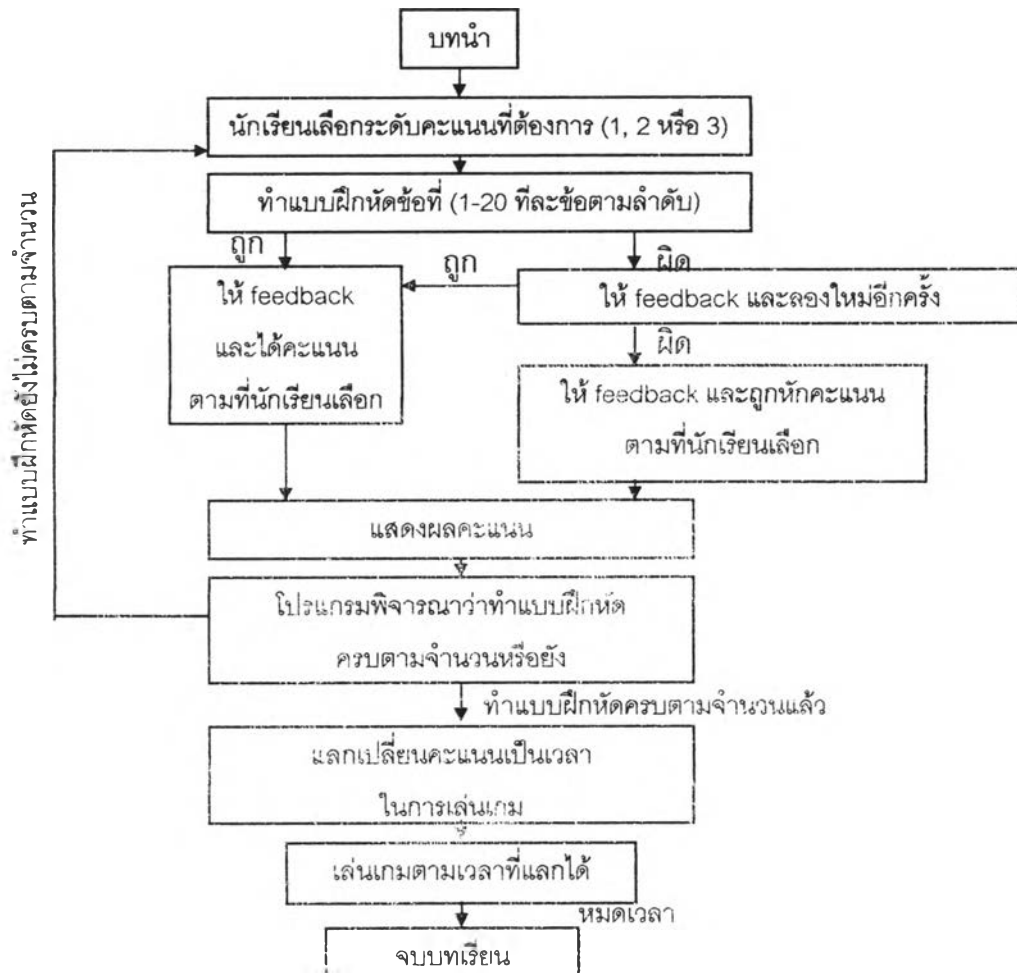 บทนำ
นักเรียนเลือกระดับคะแนนที่ต้องการ (1, 2 หรือ 3)
ทำแบบฝึกหัดข้อที่ (1-20 ทีละข้อตามลำดับ)
ถูก
ผิด
ถูก
ให้ feedback
และได้คะแนน
ตามที่นักเรียนเลือก
ให้ feedback และลองใหม่อีกครั้ง
ผิด
ให้ feedback และถูกหักคะแนน
ตามที่นักเรียนเลือก
แสดงผลคะแนน
โปรแกรมพิจารณาว่าทำแบบฝึกหัด
ครบตามจำนวนหรือยัง
ทำแบบฝึกหัดยังไม่ครบตามจำนวน
ทำแบบฝึกหัดครบตามจำนวนแล้ว
แลกเปลี่ยนคะแนนเป็นเวลา
ในการเล่นเกม
เล่นเกมตามเวลาที่แลกได้
หมดเวลา
จบบทเรียน